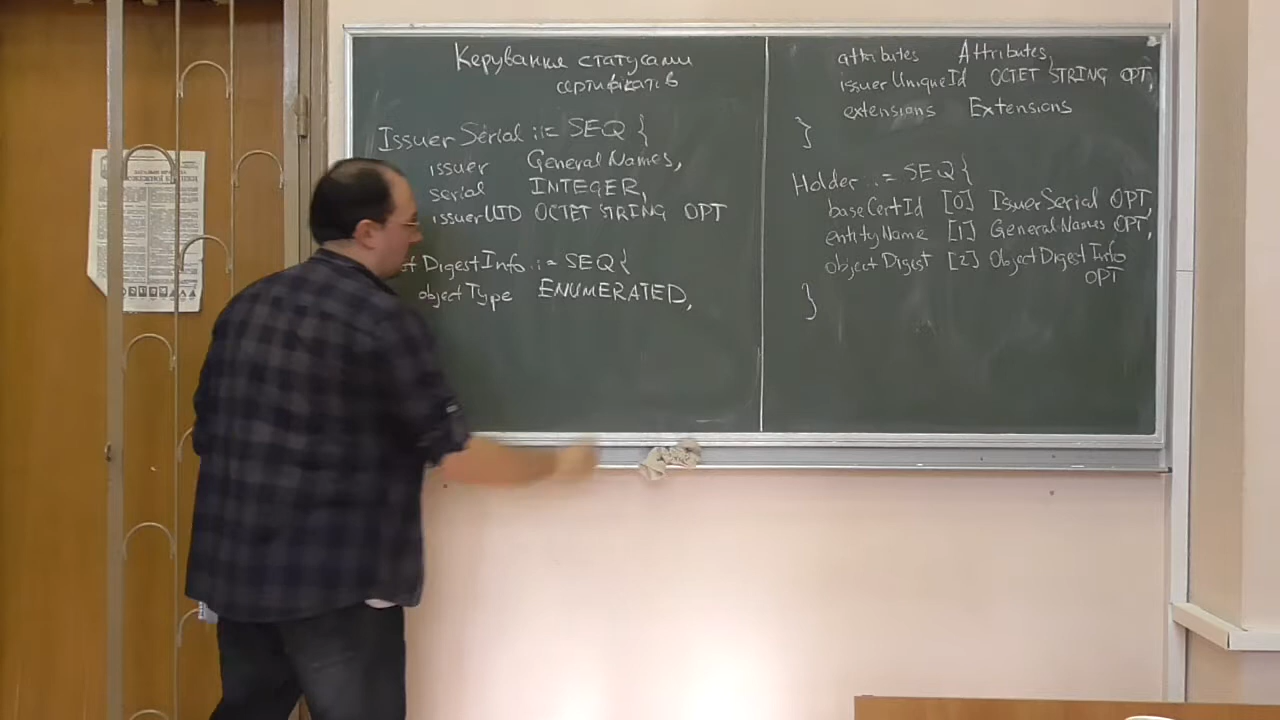 Керування статусами
сертифікатів
IssuerSerial ::= SEQ {
issuer GeneralNames,
serial INTEGER,
issuerUID OCTET STRING OPT
DigestInfo ::= SEQ {
objectType ENUMERATED,
attributes Attributes,
issuerUniqueId OCTET STRING OPT,
extensions Extensions
}
Holder ::= SEQ {
baseCertId [0] IssuerSerial OPT,
entityName [1] GeneralNames OPT,
objectDigest [2] ObjectDigestInfo
OPT
}